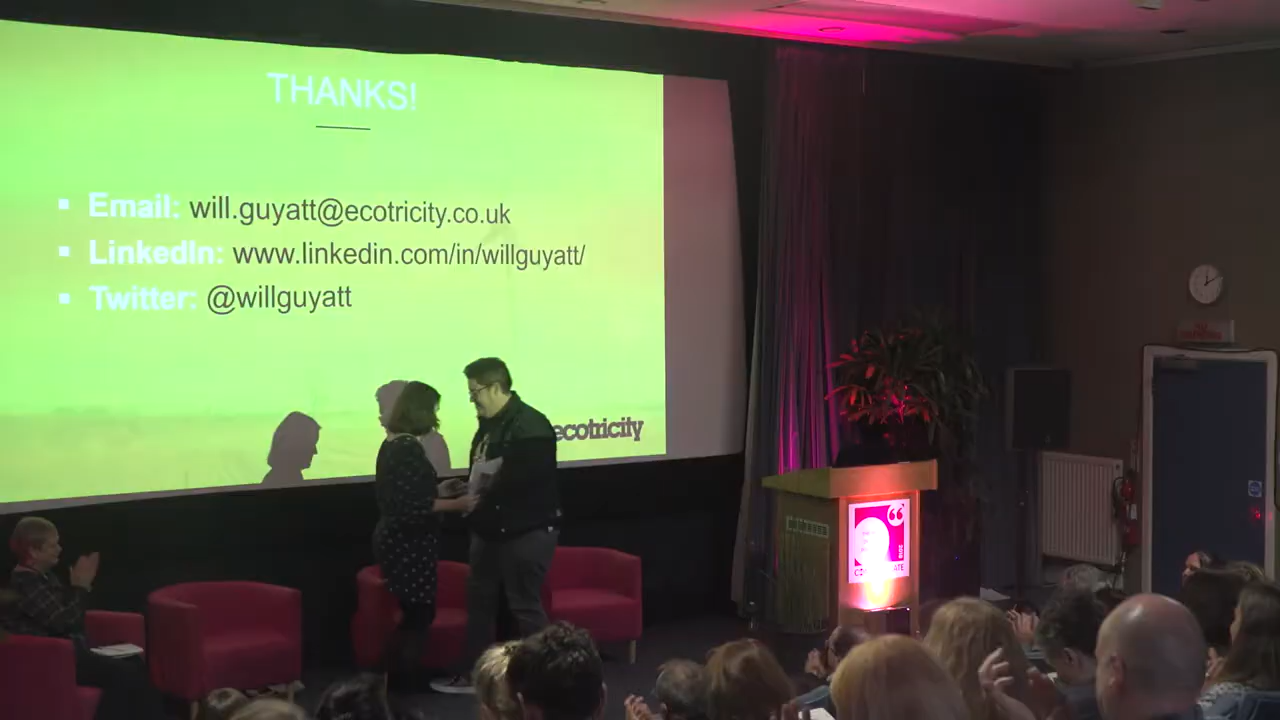 THANKS!
Email: will.guyatt@ecotricity.co.uk
LinkedIn: www.linkedin.com/in/willguyatt/
Twitter: @willguyatt
ecotricity